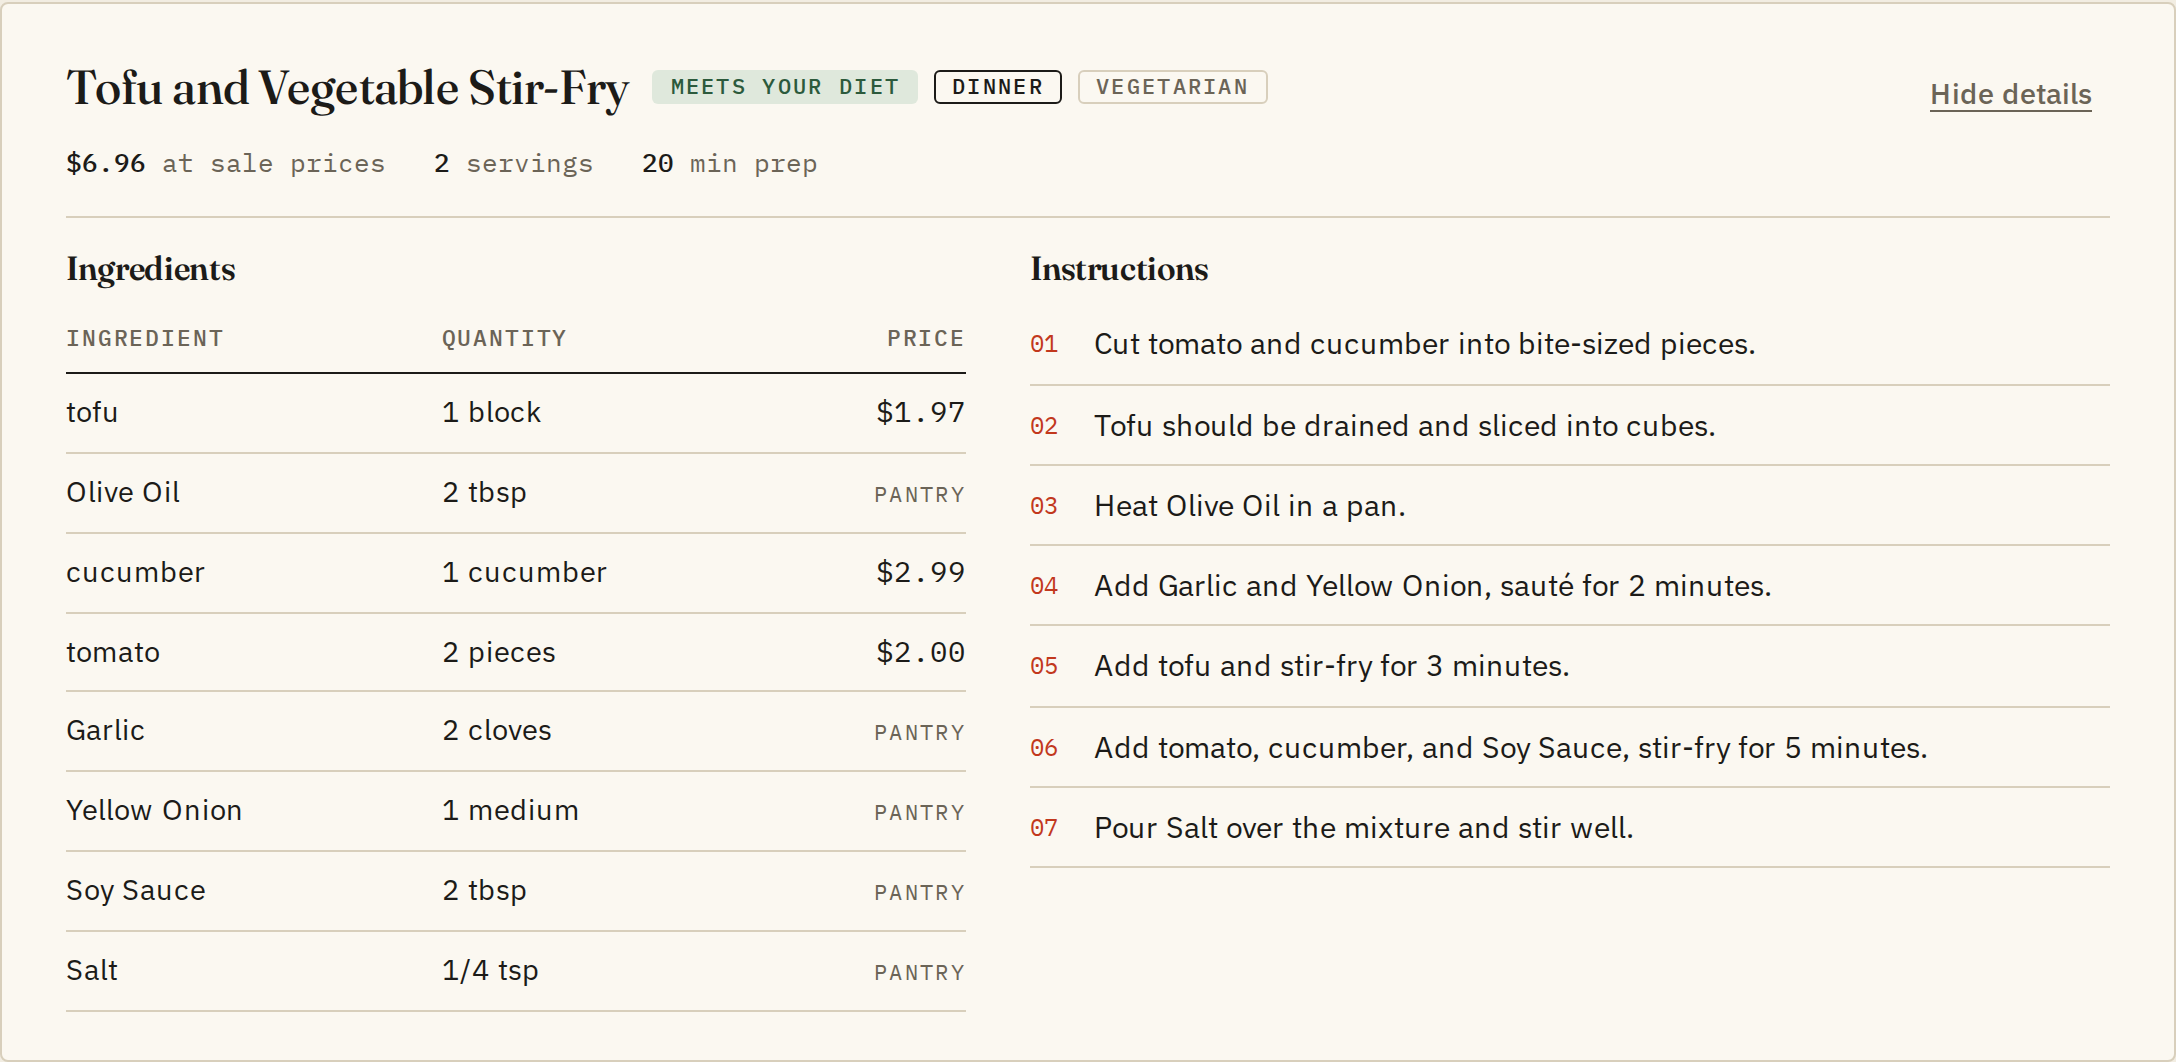 Tofu and Vegetable Stir-Fry MEETS YOUR DIET DINNER VEGETARIAN Hide details
$6.96 at sale prices 2 servings 20 min prep
Ingredients
INGREDIENT QUANTITY PRICE
tofu 1 block $1.97
Olive Oil 2 tbsp PANTRY
cucumber 1 cucumber $2.99
tomato 2 pieces $2.00
Garlic 2 cloves PANTRY
Yellow Onion 1 medium PANTRY
Soy Sauce 2 tbsp PANTRY
Salt 1/4 tsp PANTRY
Instructions
01 Cut tomato and cucumber into bite-sized pieces.
02 Tofu should be drained and sliced into cubes.
03 Heat Olive Oil in a pan.
04 Add Garlic and Yellow Onion, sauté for 2 minutes.
05 Add tofu and stir-fry for 3 minutes.
06 Add tomato, cucumber, and Soy Sauce, stir-fry for 5 minutes.
07 Pour Salt over the mixture and stir well.